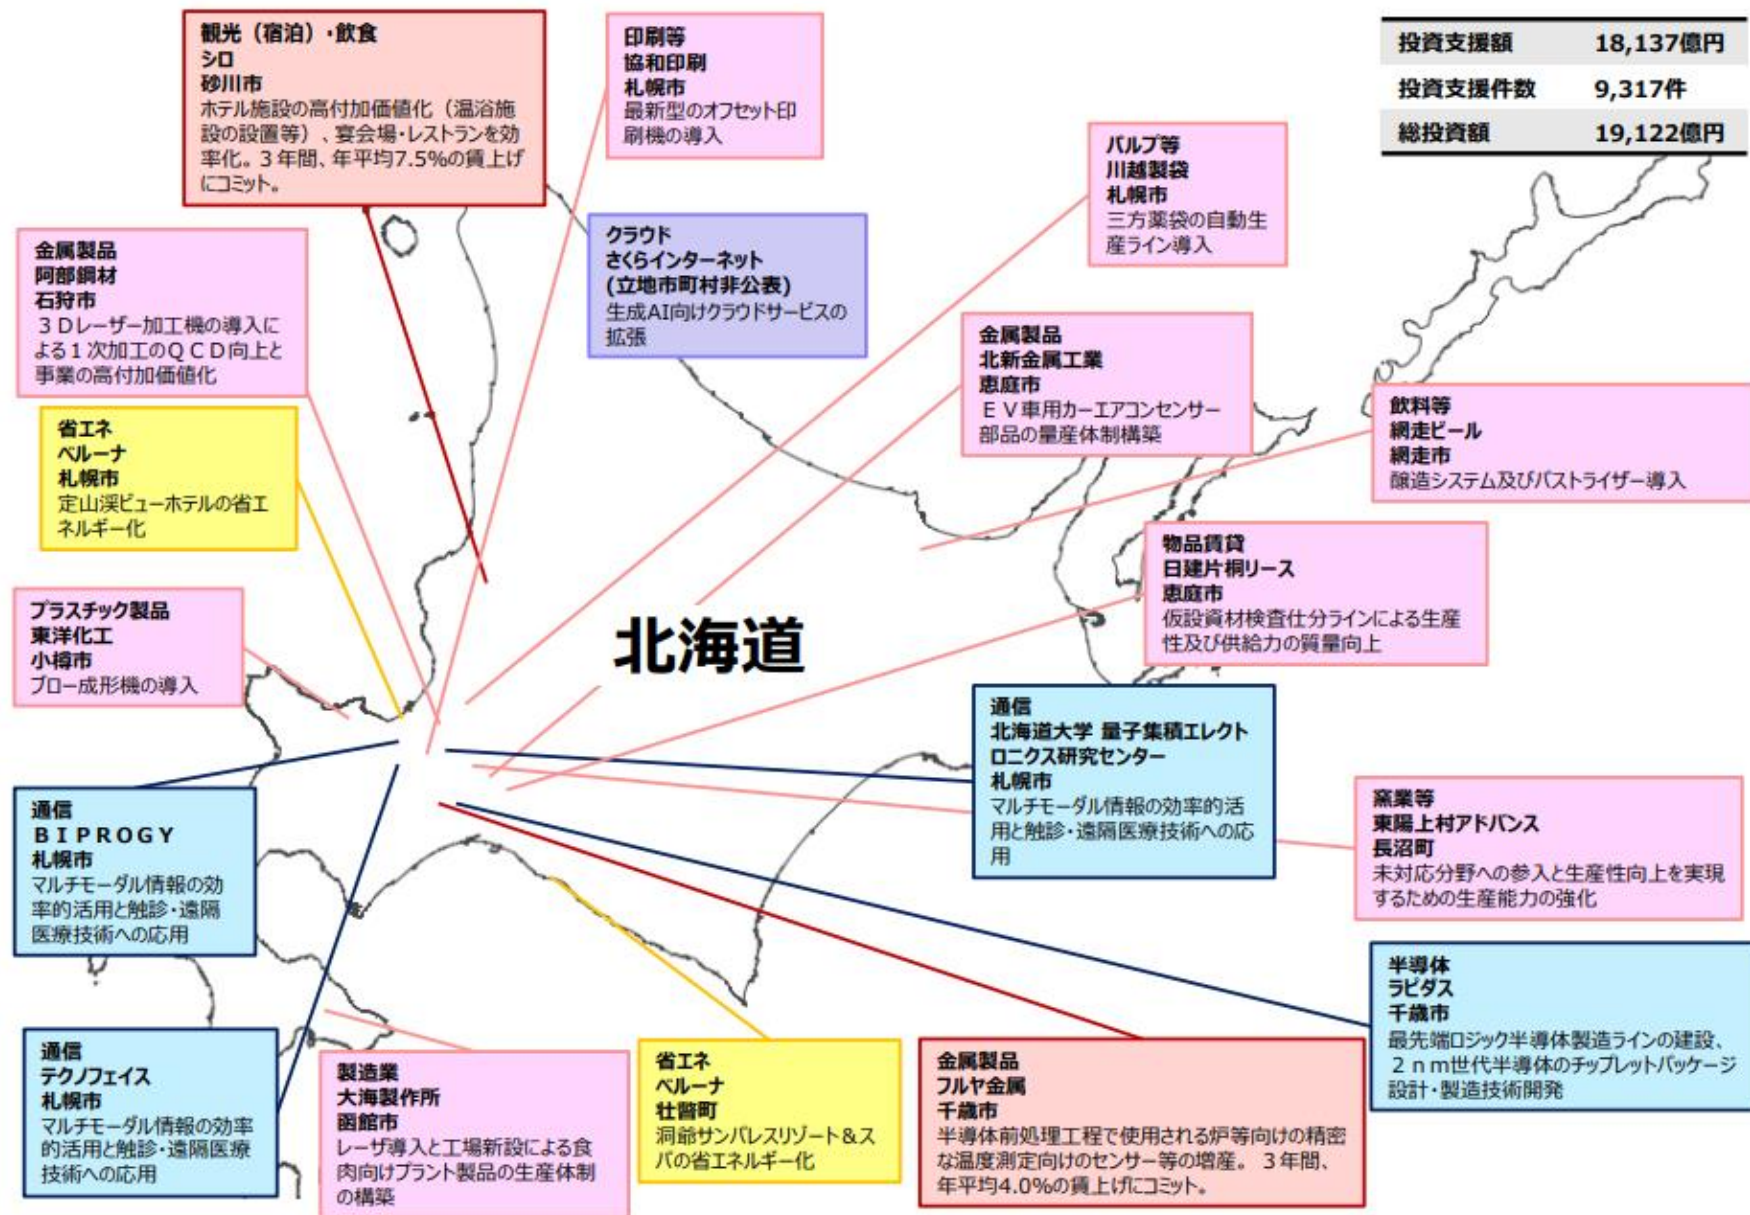 観光（宿泊）・飲食
シロ
砂川市
ホテル施設の高付加価値化（温浴施
設の設置等）、宴会場・レストランを効
率化。３年間、年平均7.5%の賃上げ
にコミット。
印刷等
協和印刷
札幌市
最新型のオフセット印
刷機の導入
投資支援額 18,137億円
投資支援件数 9,317件
総投資額 19,122億円
パルプ等
川越製袋
札幌市
三方薬袋の自動生
産ライン導入
金属製品
阿部鋼材
石狩市
３Ｄレーザー加工機の導入に
よる１次加工のＱＣＤ向上と
事業の高付加価値化
クラウド
さくらインターネット
(立地市町村非公表)
生成AI向けクラウドサービスの
拡張
金属製品
北新金属工業
恵庭市
ＥＶ車用カーエアコンセンサー
部品の量産体制構築
飲料等
網走ビール
網走市
醸造システム及びパストライザー導入
省エネ
ベルーナ
札幌市
定山渓ビューホテルの省エ
ネルギー化
物品賃貸
日建片桐リース
恵庭市
仮設資材検査仕分ラインによる生産
性及び供給力の質量向上
プラスチック製品
東洋化工
小樽市
ブロー成形機の導入
北海道
通信
北海道大学 量子集積エレクト
ロニクス研究センター
札幌市
マルチモーダル情報の効率的活
用と触診・遠隔医療技術への応
用
窯業等
東陽上村アドバンス
長沼町
未対応分野への参入と生産性向上を実現
するための生産能力の強化
通信
ＢＩＰＲＯＧＹ
札幌市
マルチモーダル情報の効
率的活用と触診・遠隔
医療技術への応用
半導体
ラピダス
千歳市
最先端ロジック半導体製造ラインの建設、
２ｎｍ世代半導体のチップレットパッケージ
設計・製造技術開発
通信
テクノフェイス
札幌市
マルチモーダル情報の効率
的活用と触診・遠隔医療
技術への応用
製造業
大海製作所
函館市
レーザ導入と工場新設による食
肉向けプラント製品の生産体制
の構築
省エネ
ベルーナ
壮瞥町
洞爺サンパレスリゾート＆ス
パの省エネルギー化
金属製品
フルヤ金属
千歳市
半導体前処理工程で使用される炉等向けの精密
な温度測定向けのセンサー等の増産。３年間、
年平均4.0%の賃上げにコミット。